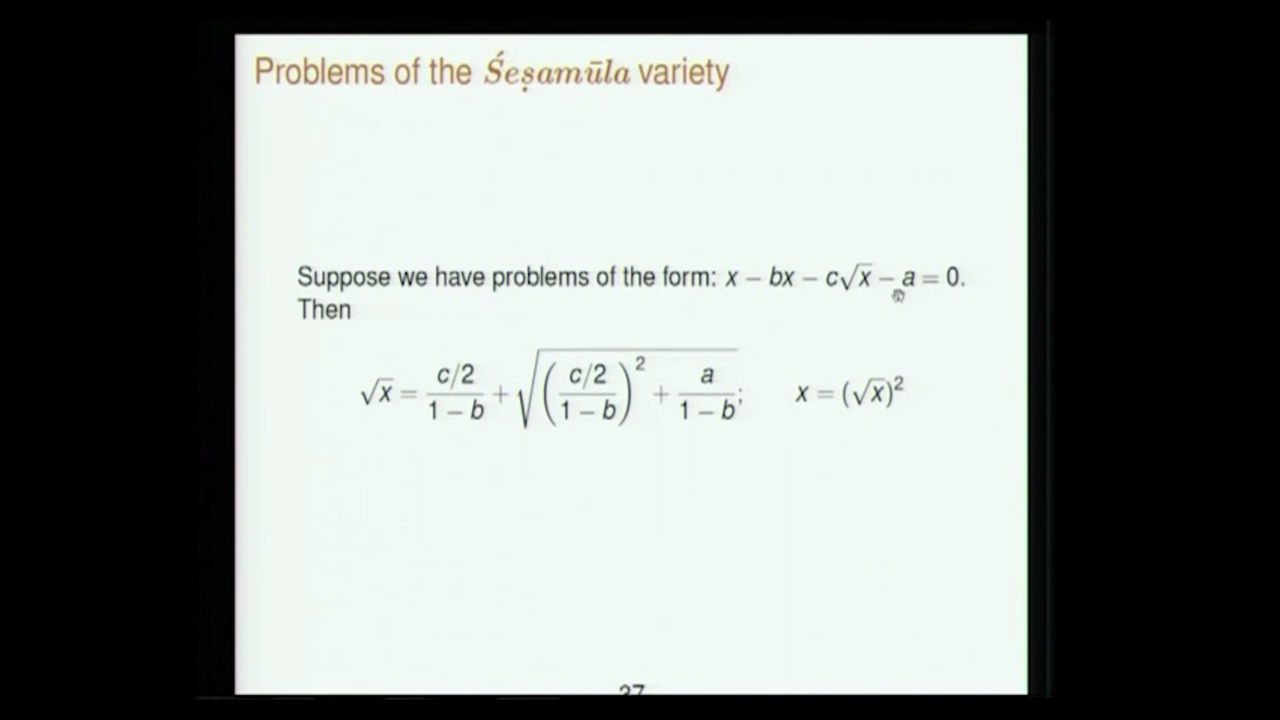 Problems of the Śeṣamūla variety
Suppose we have problems of the form: x − bx − c√x − a = 0.
Then
√x = (c/2)/(1 − b) + √(((c/2)/(1 − b))² + a/(1 − b)); x = (√x)²
37